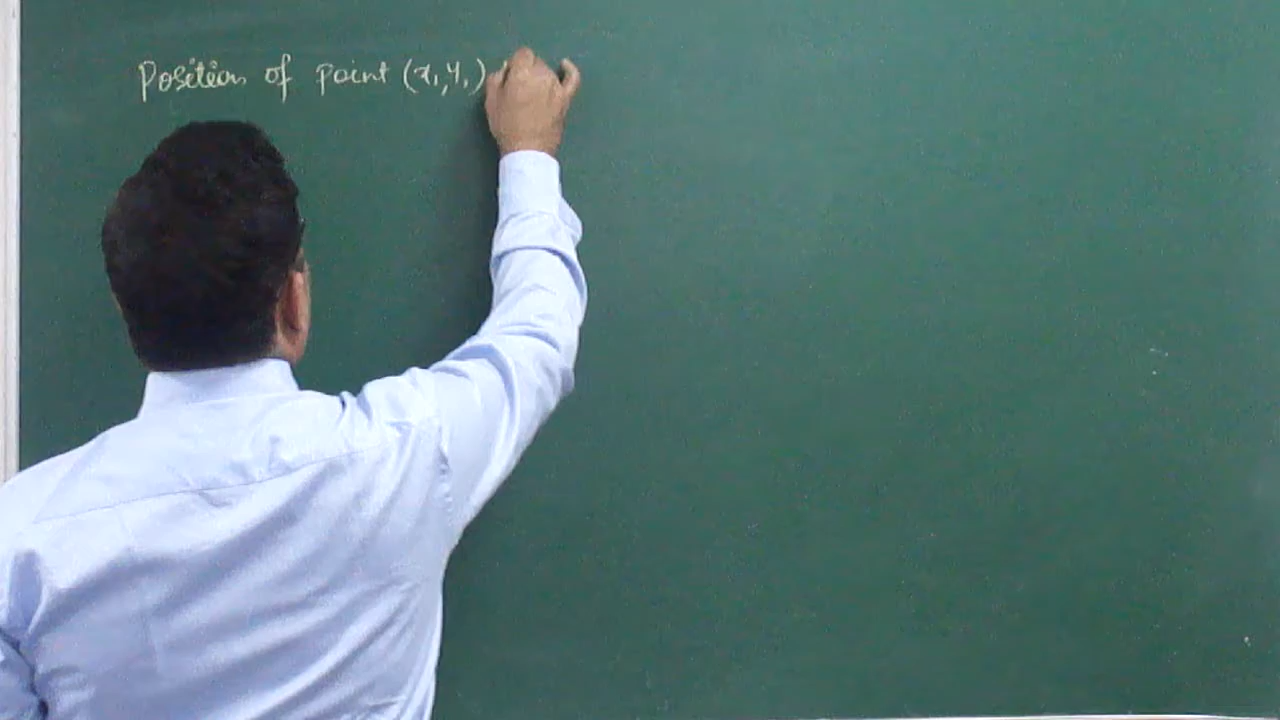 Position of point (x₁, y₁)